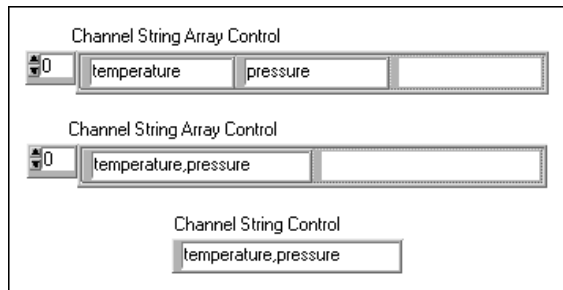 Channel String Array Control
0 temperature pressure
Channel String Array Control
0 temperature,pressure
Channel String Control
temperature,pressure